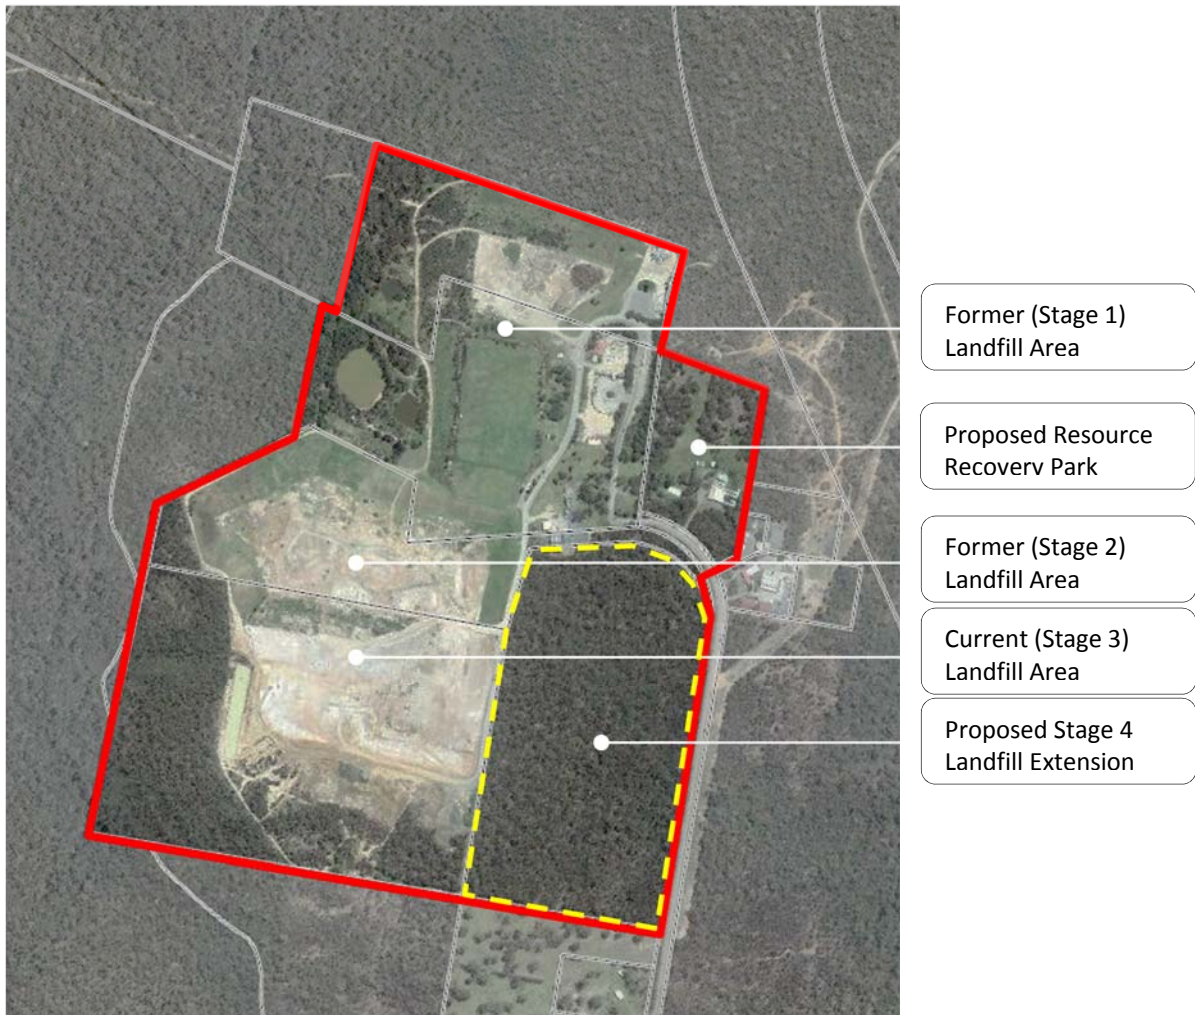 Former (Stage 1)
Landfill Area
Proposed Resource
Recovery Park
Former (Stage 2)
Landfill Area
Current (Stage 3)
Landfill Area
Proposed Stage 4
Landfill Extension